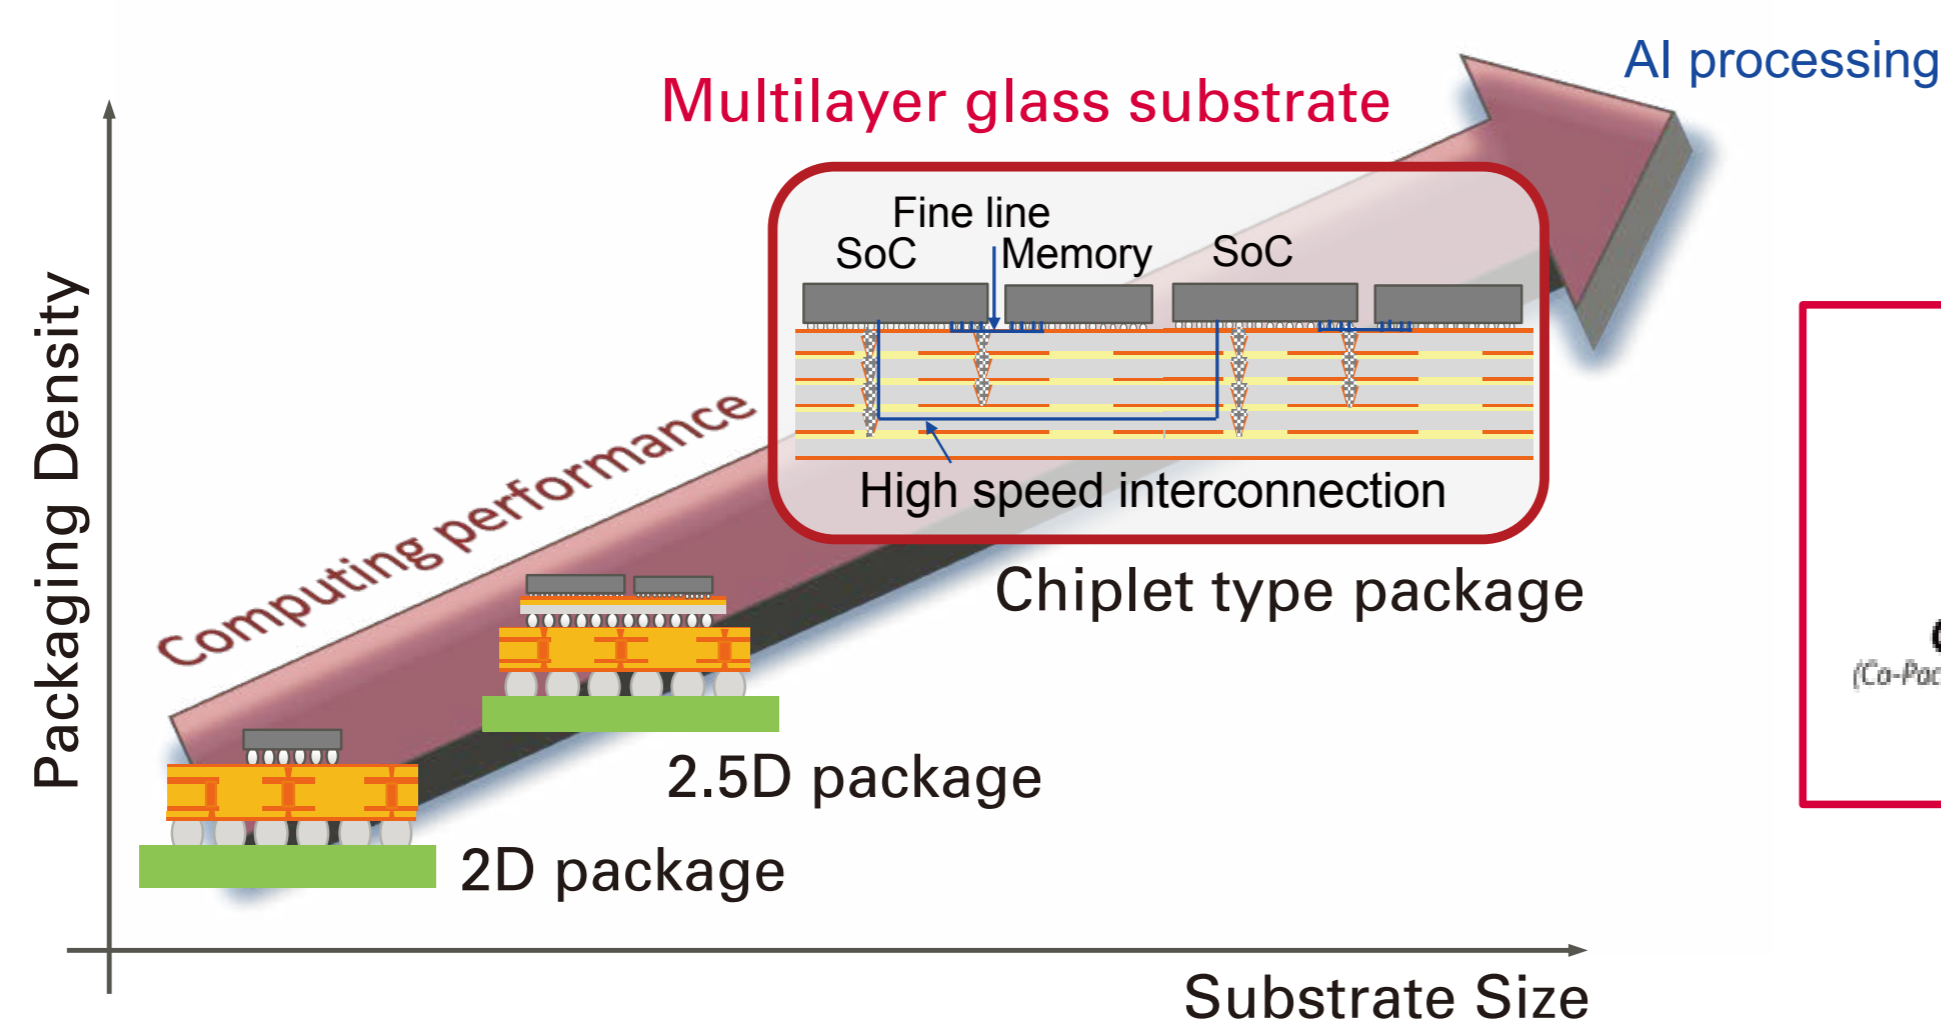 AI processing
Multilayer glass substrate
Fine line
SoC
Memory
SoC
High speed interconnection
Computing performance
Chiplet type package
2.5D package
2D package
Packaging Density
Substrate Size